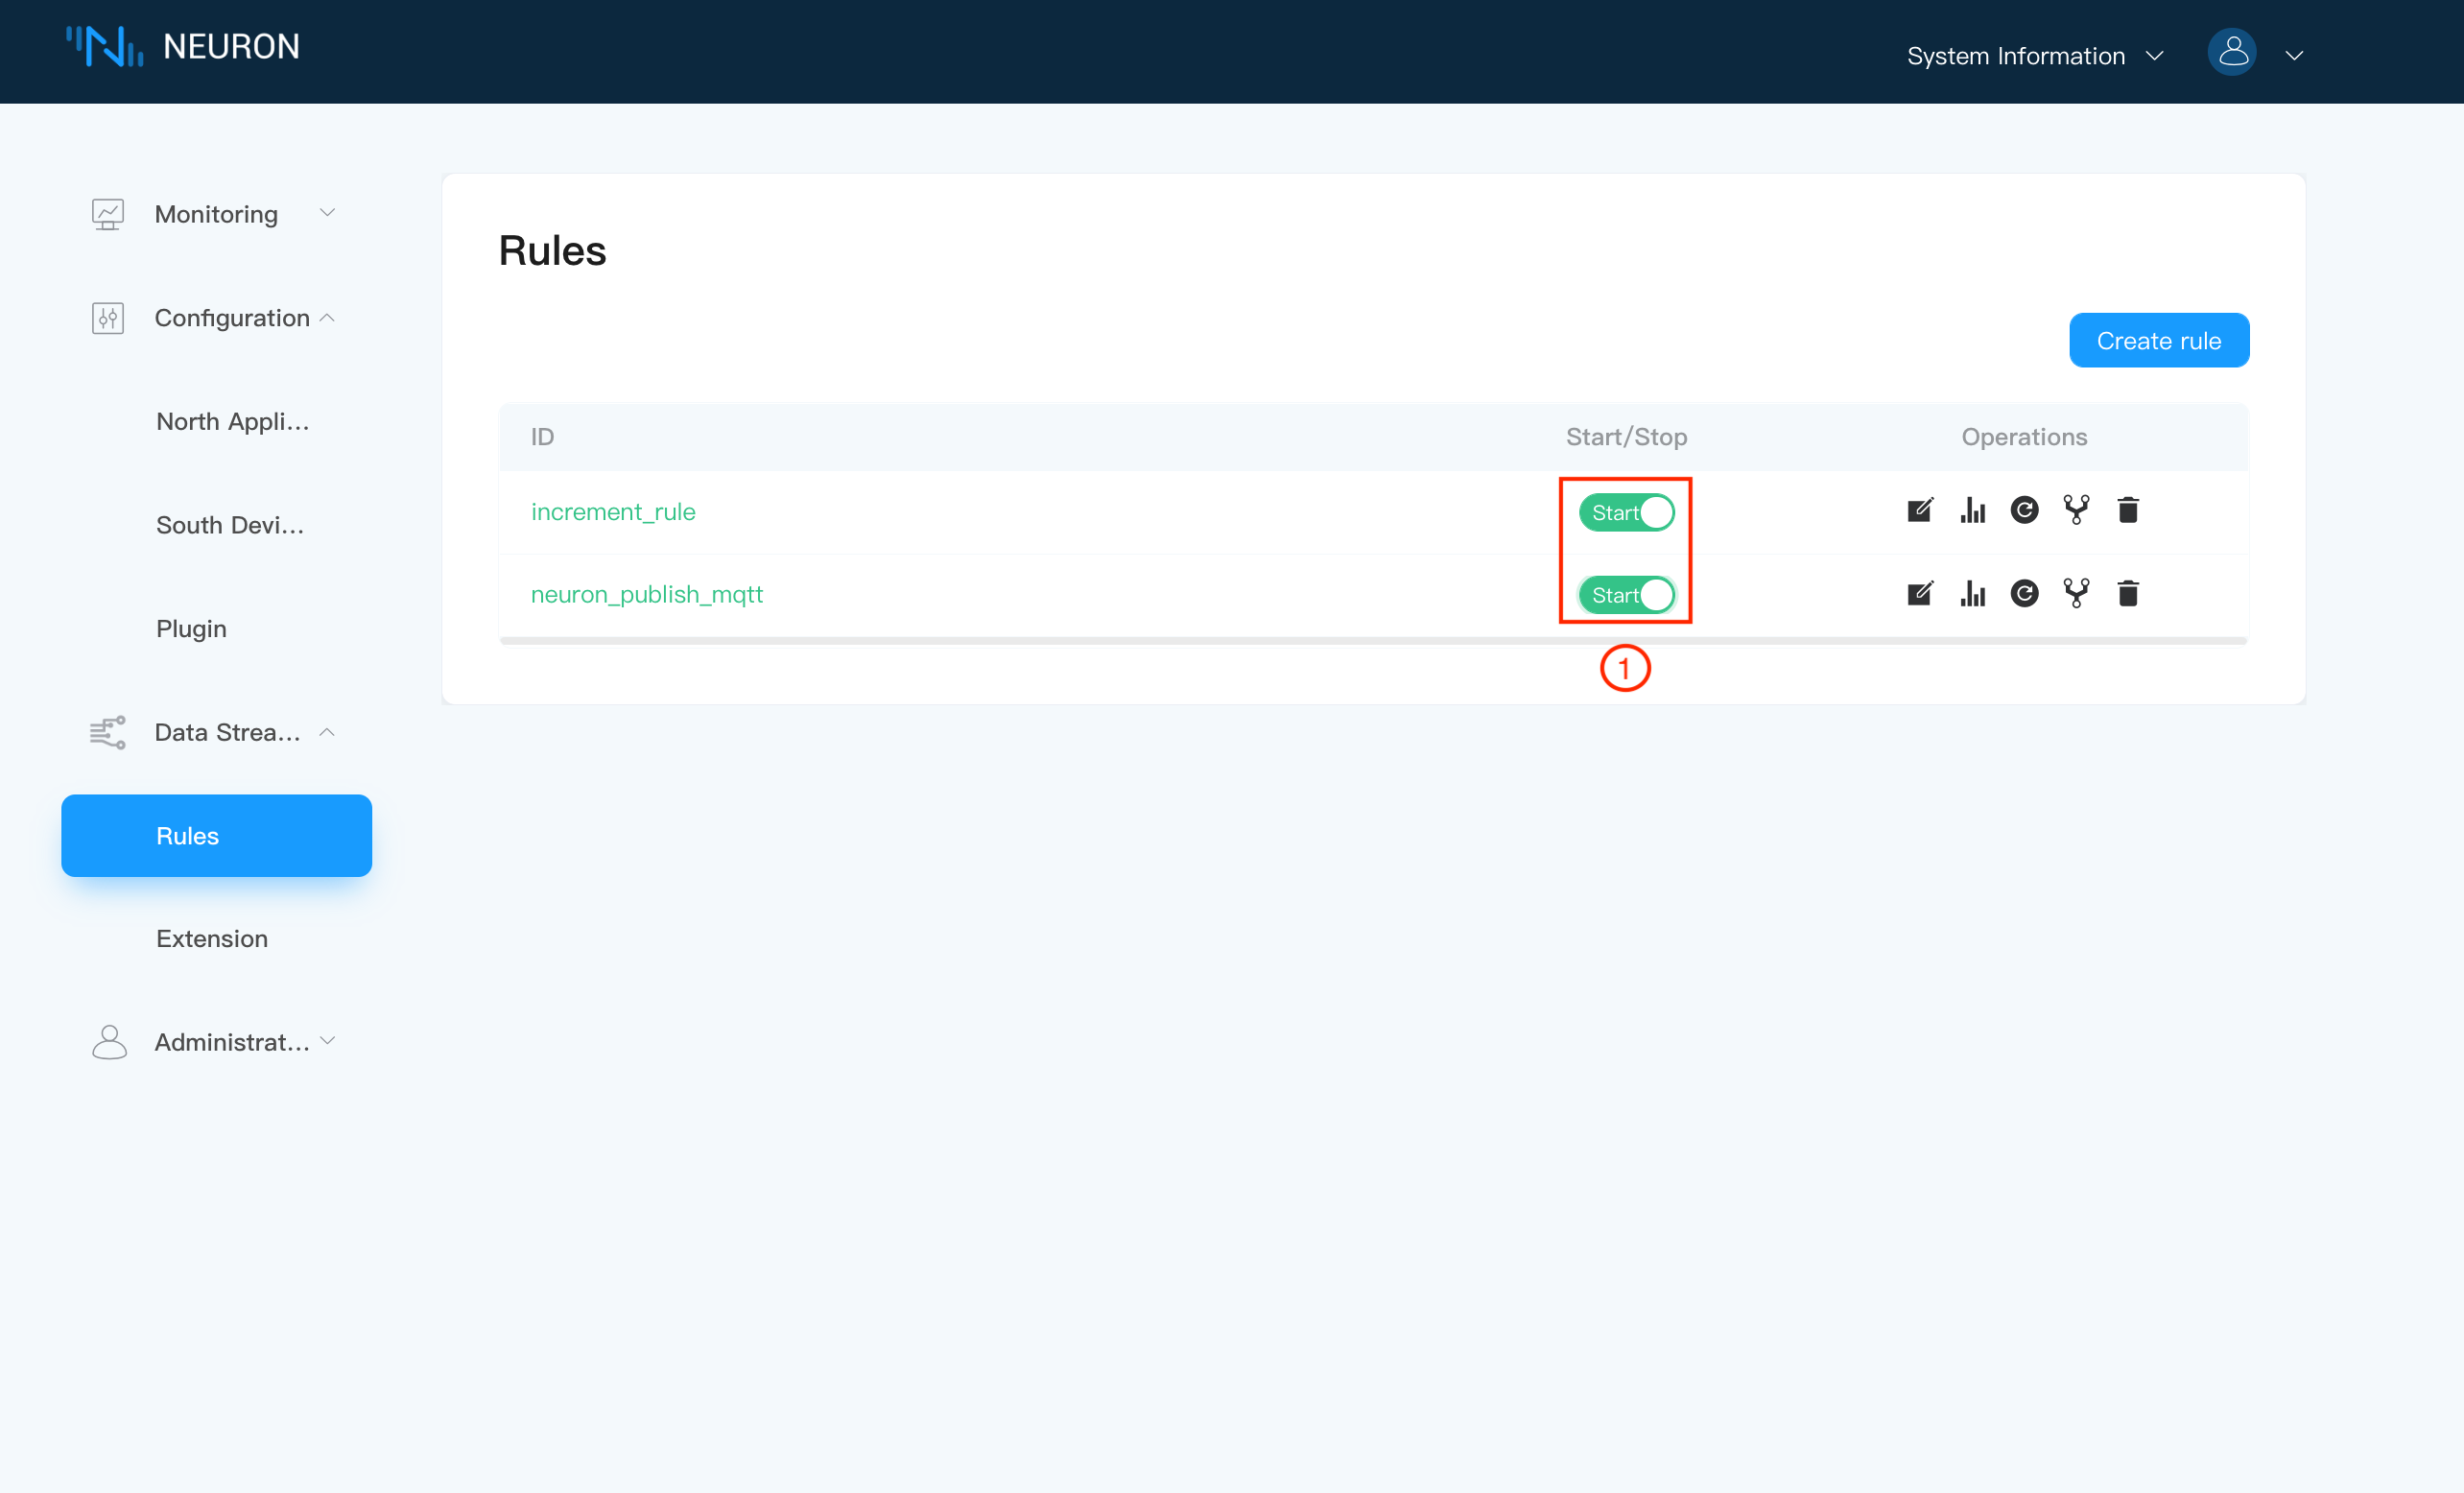 NEURON
System Information
Monitoring
Configuration
North Appli...
South Devi...
Plugin
Data Strea...
Rules
Extension
Administrat...
Rules
Create rule
ID Start/Stop Operations
increment_rule Start
neuron_publish_mqtt Start
1